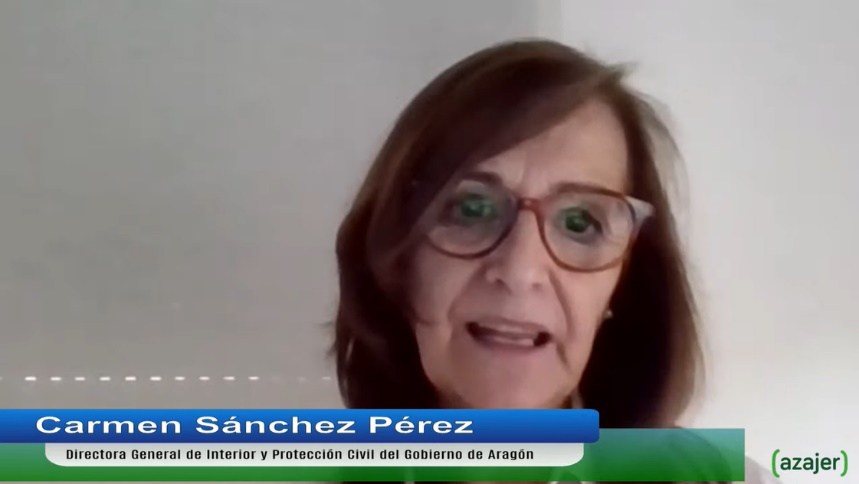 Carmen Sánchez Pérez
Directora General de Interior y Protección Civil del Gobierno de Aragón
(azajer)